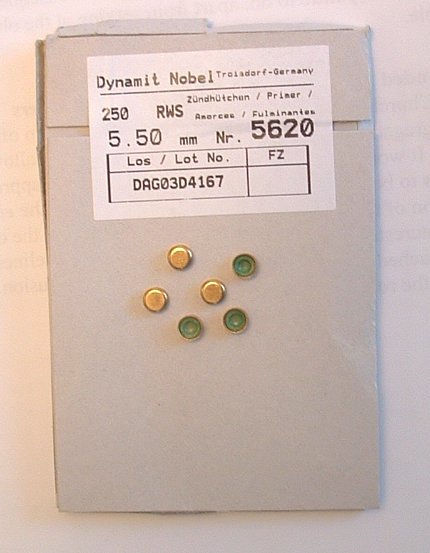 Dynamit Nobel Troisdorf-Germany
250 RWS Zündhütchen / Primer /
Amorces / Fulminantes
5.50 mm Nr. 5620
Los / Lot No. FZ
DAG03D4167